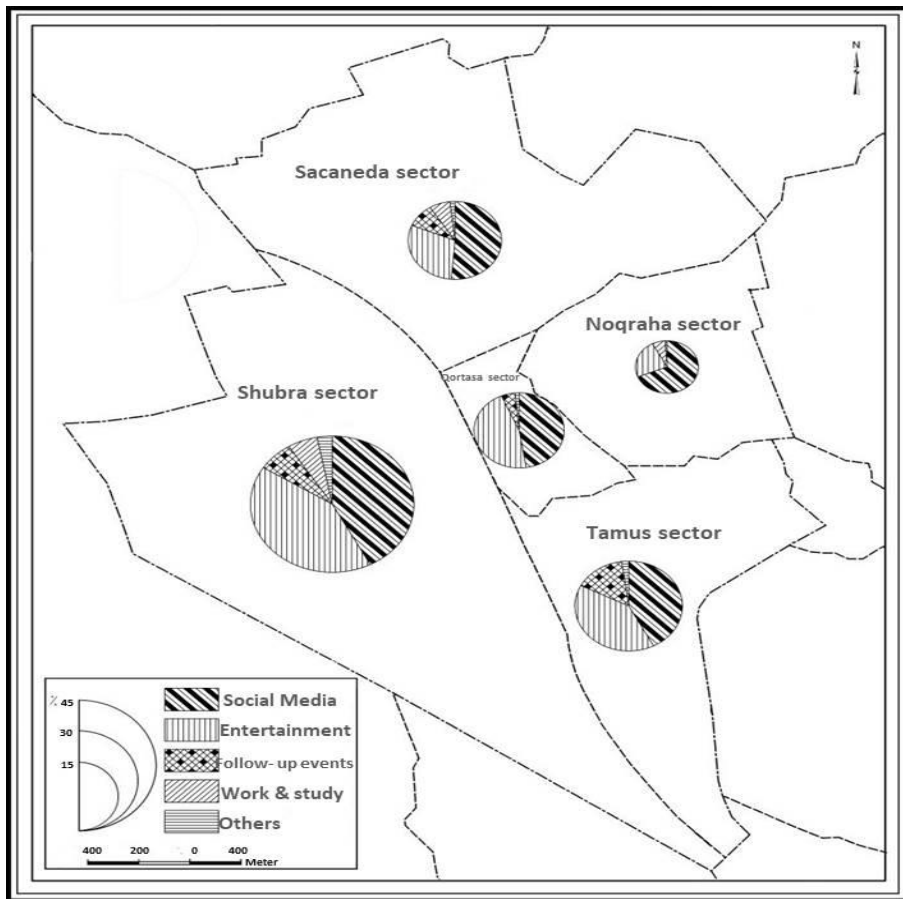 N
Sacaneda sector
Noqraha sector
Qortasa sector
Shubra sector
Tamus sector
٪ 45
30
15
Social Media
Entertainment
Follow- up events
Work & study
Others
400 200 0 400
Meter